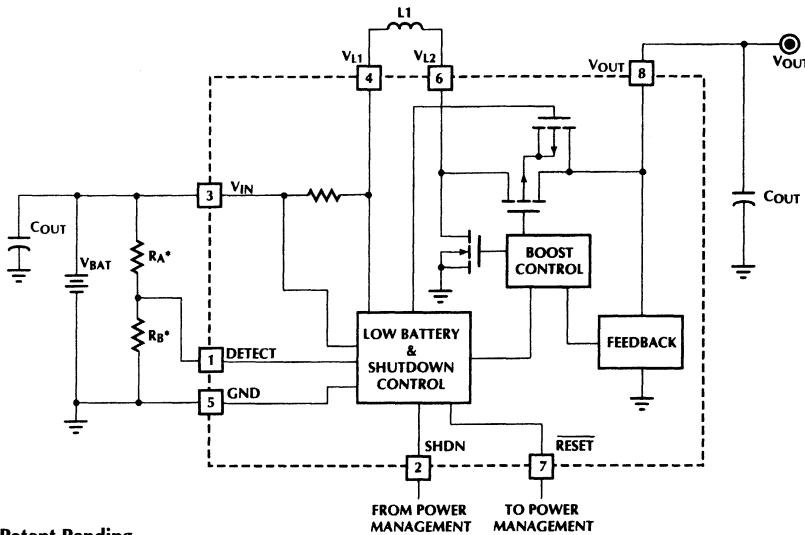 L1
VL1
VL2
VOUT
VOUT
4
6
8
3
VIN
COUT
COUT
VBAT
RA*
RB*
BOOST
CONTROL
LOW BATTERY
&
SHUTDOWN
CONTROL
FEEDBACK
1
DETECT
5
GND
SHDN
RESET
2
7
FROM POWER
MANAGEMENT
TO POWER
MANAGEMENT
Patent Pending